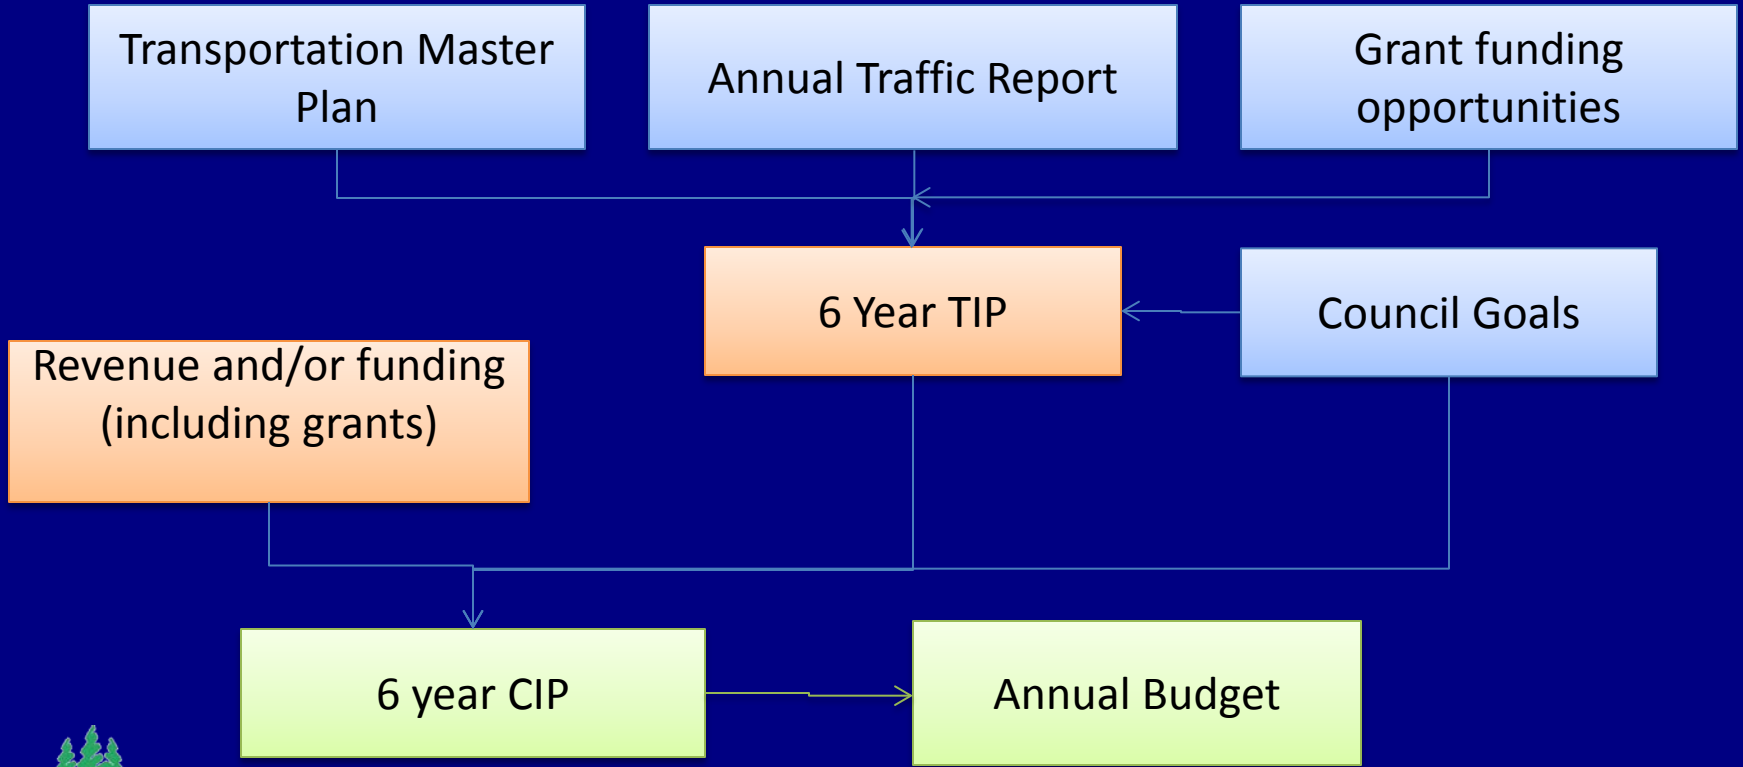 Transportation Master
Plan
Annual Traffic Report
Grant funding
opportunities
6 Year TIP
Council Goals
Revenue and/or funding
(including grants)
6 year CIP
Annual Budget